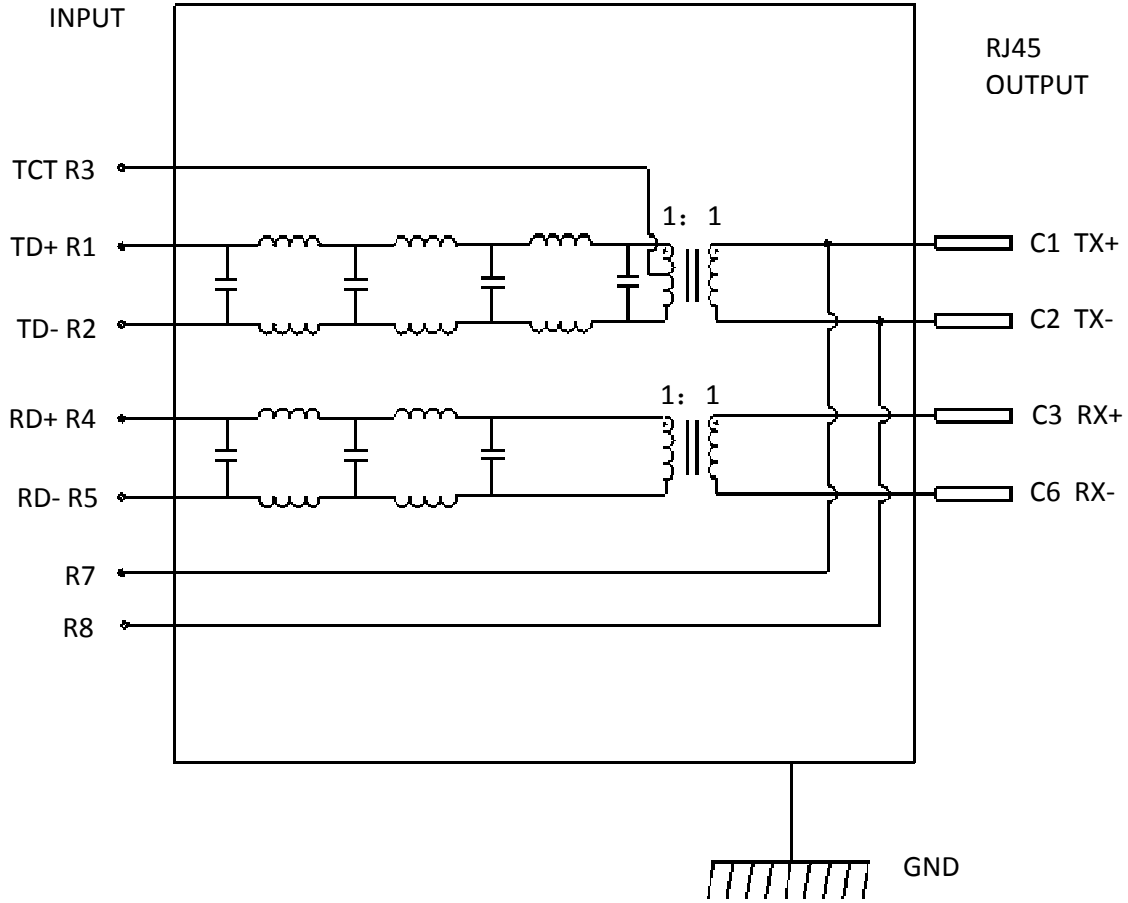 INPUT
RJ45
OUTPUT
TCT R3
1： 1
TD+ R1
C1 TX+
TD- R2
C2 TX-
1： 1
RD+ R4
C3 RX+
RD- R5
C6 RX-
R7
R8
GND